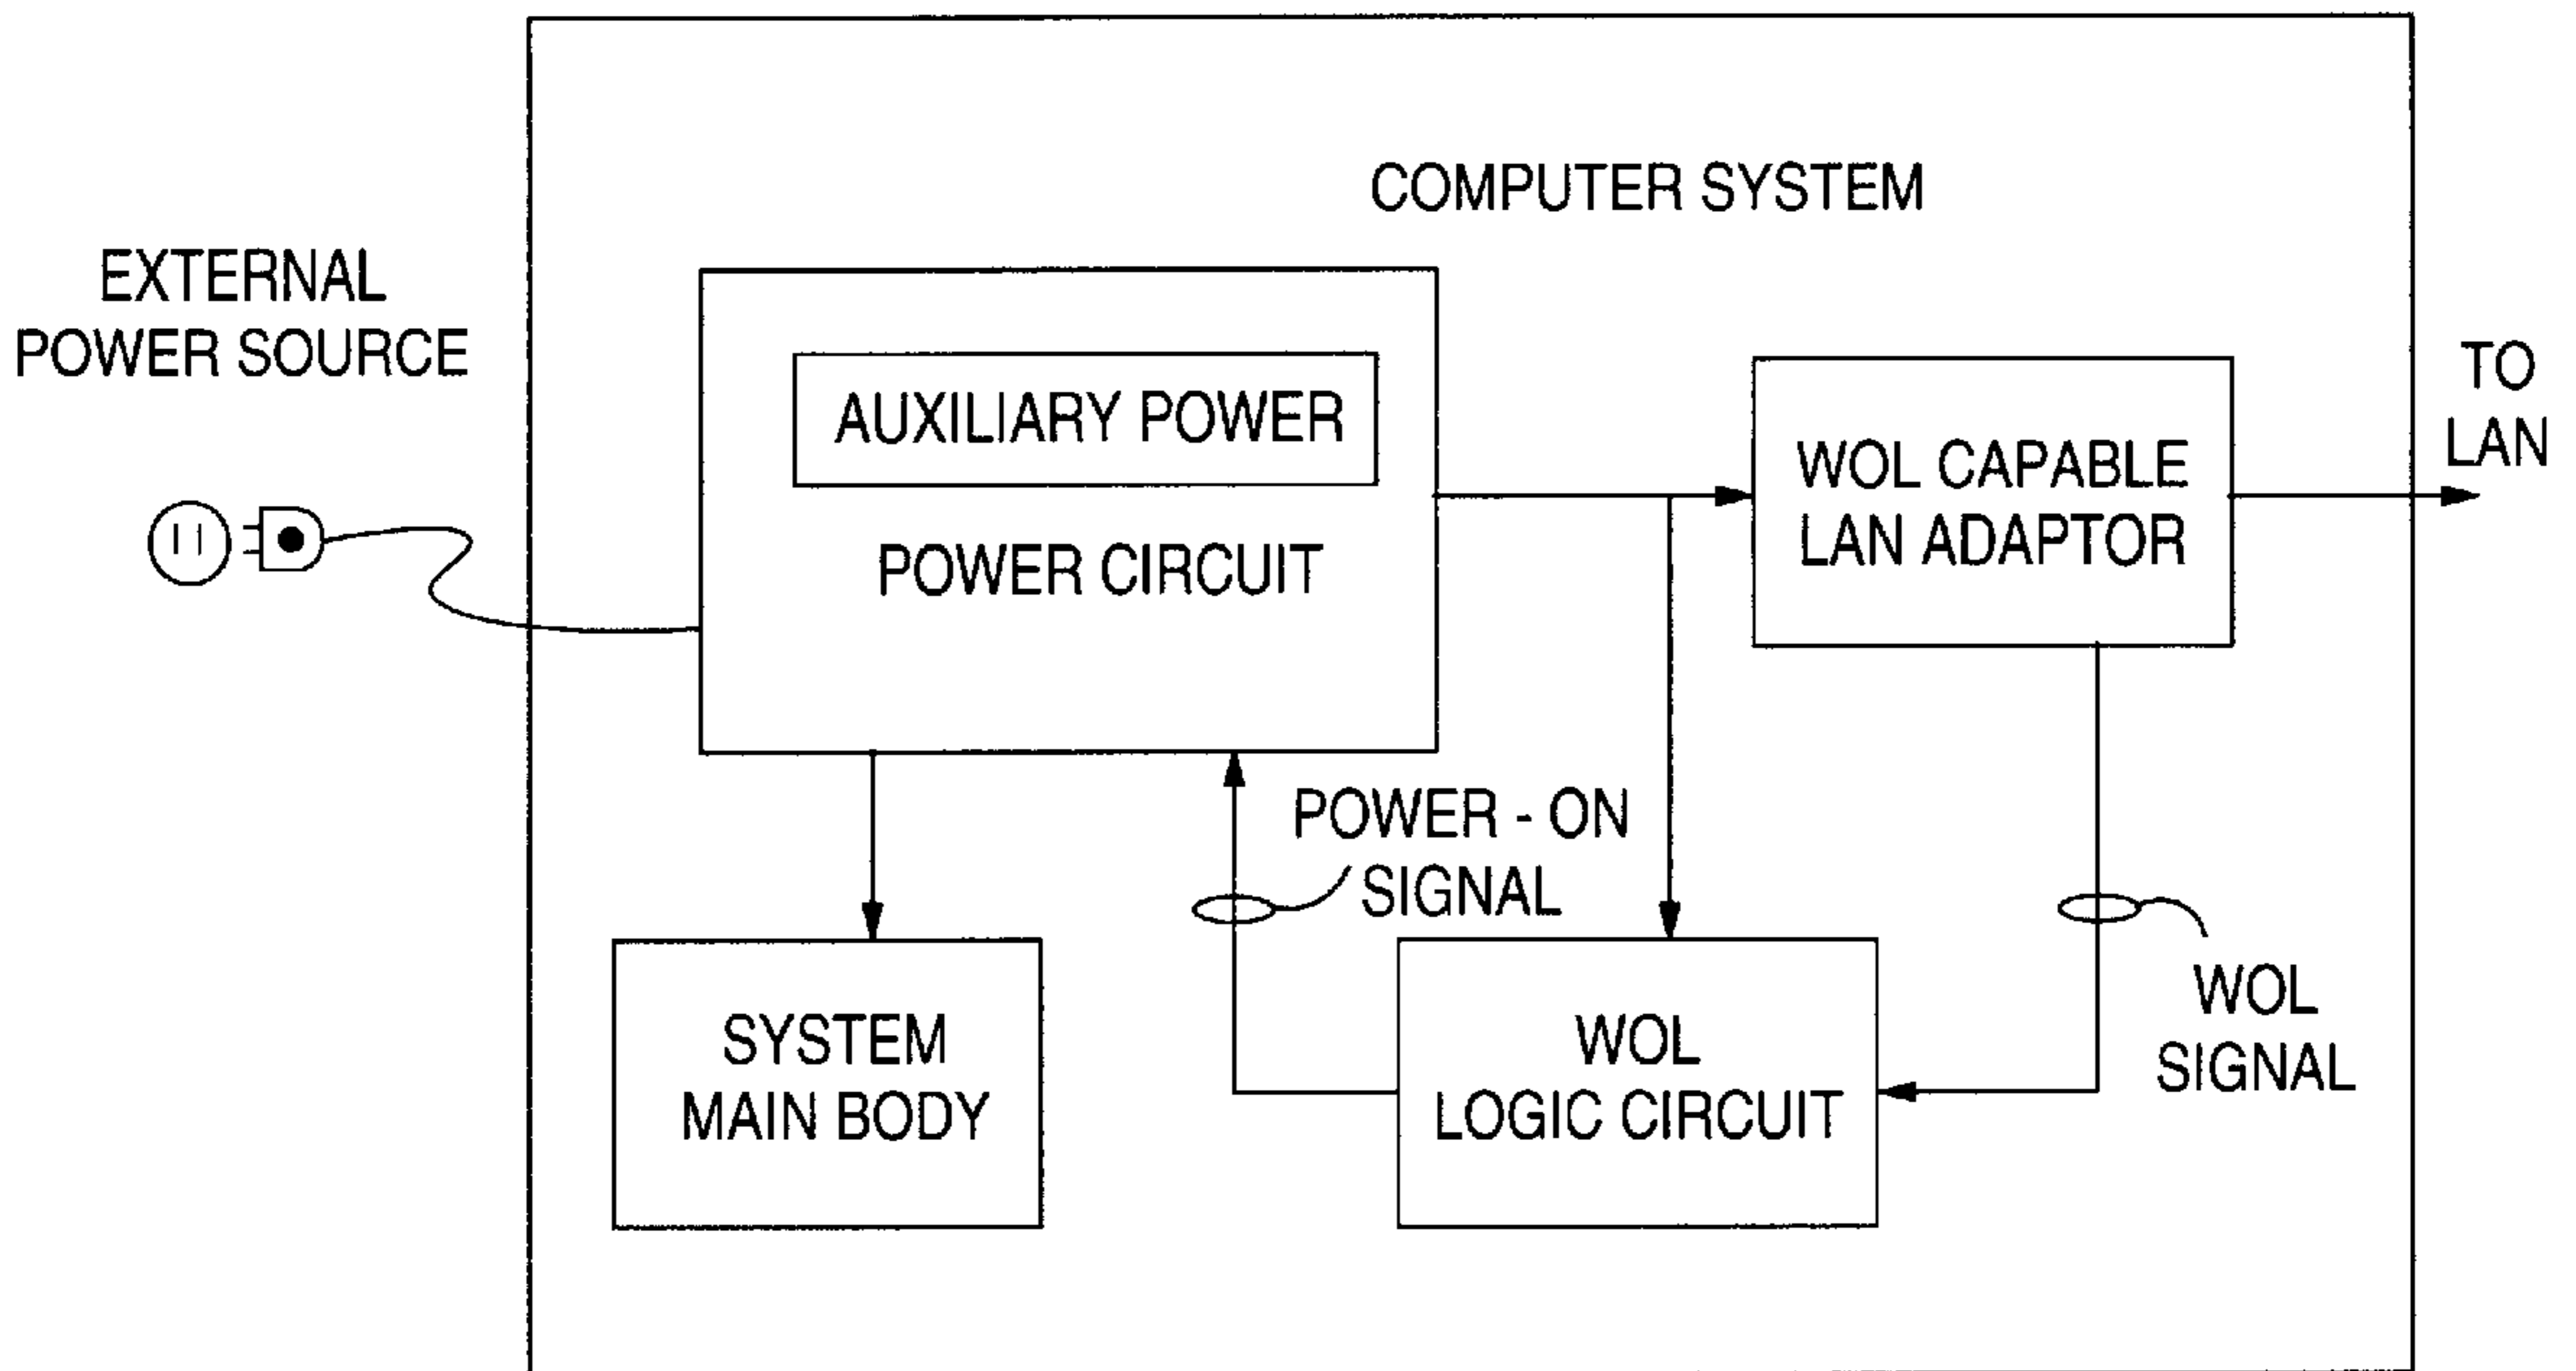 COMPUTER SYSTEM
EXTERNAL
POWER SOURCE
AUXILIARY POWER
POWER CIRCUIT
WOL CAPABLE
LAN ADAPTOR
TO
LAN
POWER - ON
SIGNAL
SYSTEM
MAIN BODY
WOL
LOGIC CIRCUIT
WOL
SIGNAL